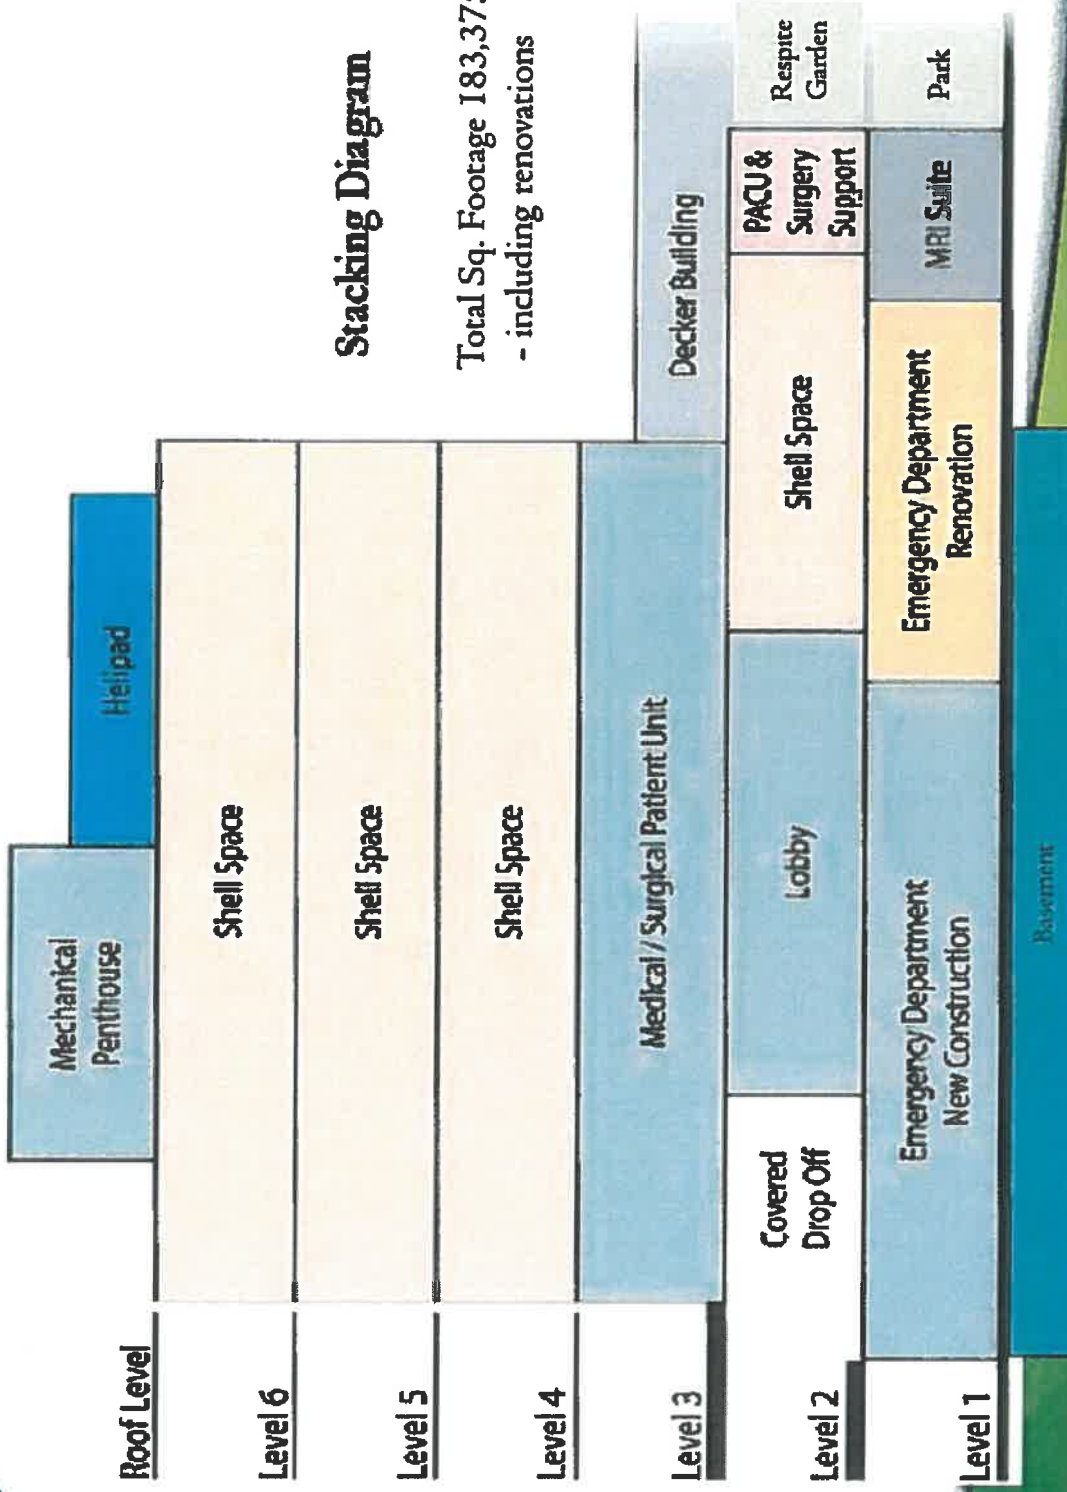 Mechanical
Penthouse
Helipad
Roof Level
Shell Space
Level 6
Stacking Diagram
Shell Space
Level 5
Total Sq. Footage
- including renovations
Shell Space
Level 4
Medical / Surgical Patient Unit
Decker Building
Level 3
Covered
Drop Off
Lobby
Shell Space
PACU &
Surgery
Support
Respite
Garden
Level 2
Emergency Department
New Construction
Emergency Department
Renovation
MRI Suite
Park
Level 1
Basement